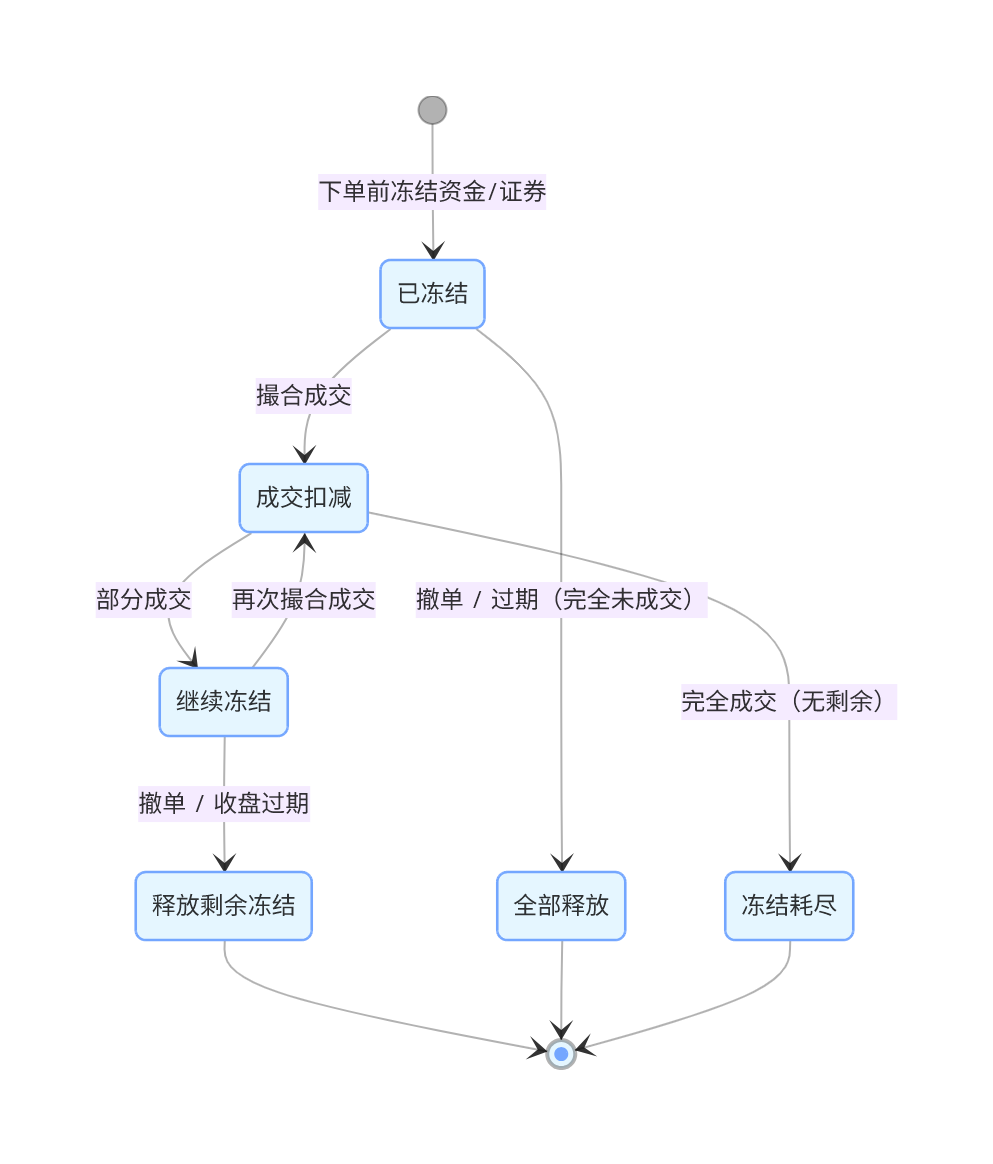 下单前冻结资金/证券
已冻结
撮合成交
成交扣减
部分成交
再次撮合成交
撤单 / 过期（完全未成交）
继续冻结
完全成交（无剩余）
撤单 / 收盘过期
释放剩余冻结
全部释放
冻结耗尽